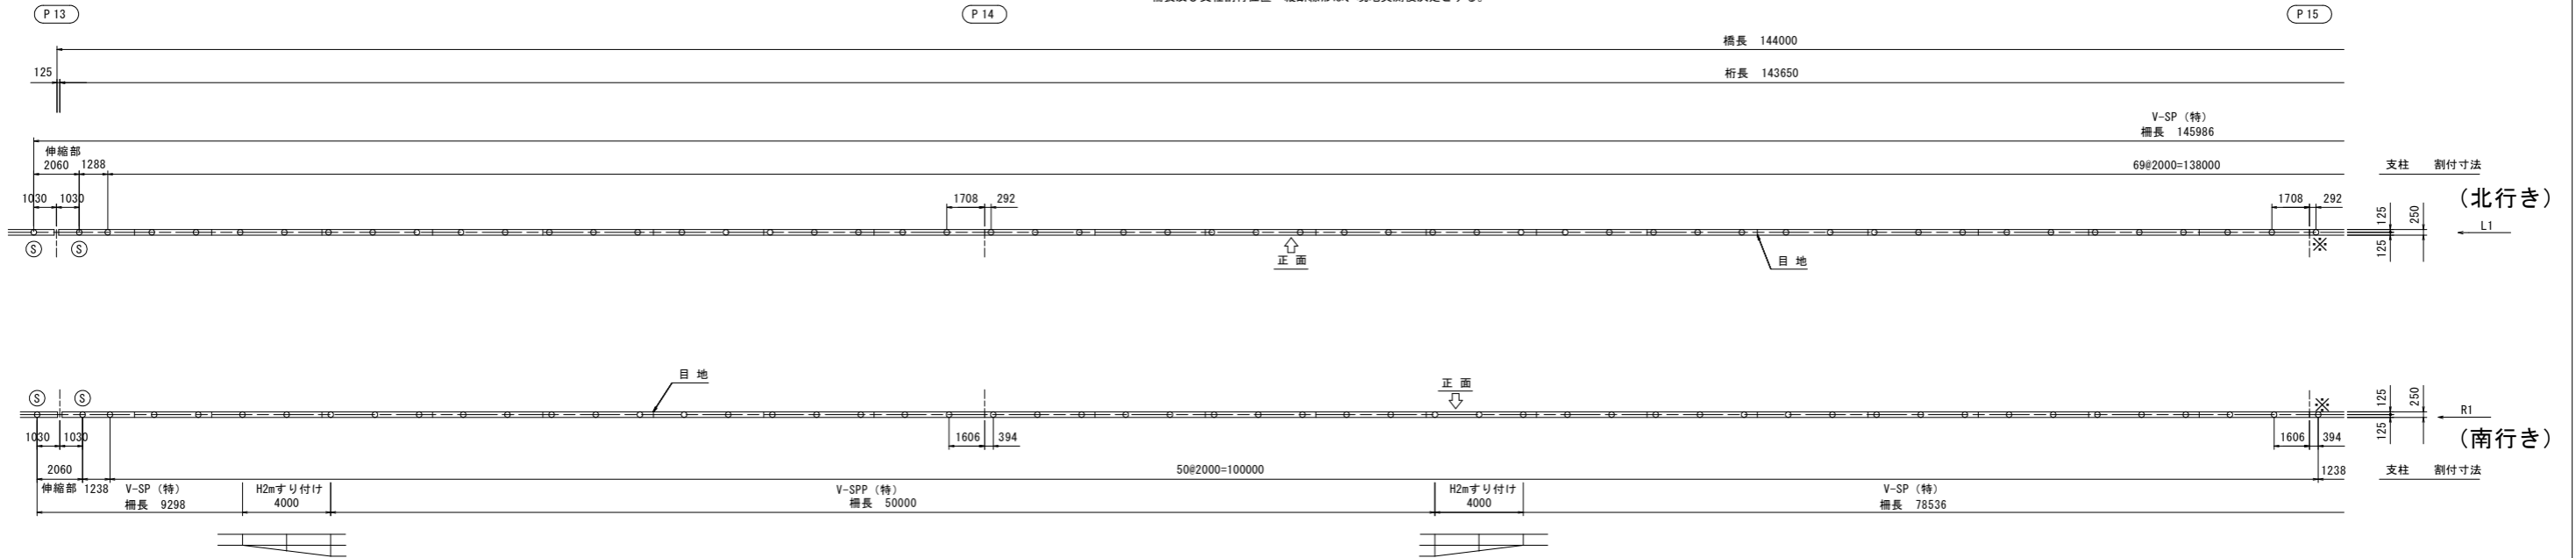 P 13
P 14
P 15
橋長 144000
125
桁長 143650
V-SP（特）
柵長 145986
伸縮部
2060 1288
69@2000=138000
支柱 割付寸法
1030 1030
1708 292
1708 292
（北行き）
125
250
125
L1
S S
※
正 面
目 地
目 地
正 面
S S
※
125
250
125
R1
1030 1030
1606 394
1606 394
（南行き）
2060
50@2000=100000
1238
支柱 割付寸法
伸縮部 1238
V-SP（特）
柵長 9298
H2mすり付け
4000
V-SPP（特）
柵長 50000
H2mすり付け
4000
V-SP（特）
柵長 78536